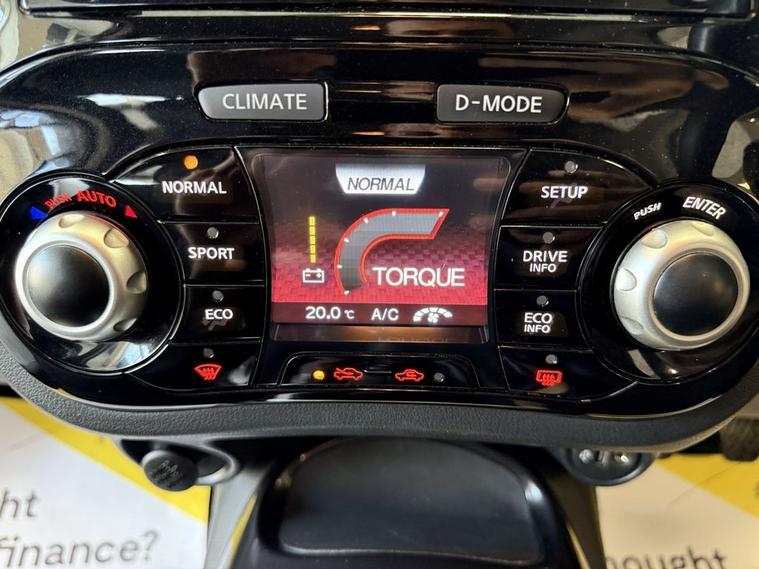 CLIMATE
D-MODE
PUSH AUTO
NORMAL
NORMAL
SETUP
PUSH
ENTER
SPORT
DRIVE
INFO
TORQUE
ECO
20.0°C A/C
ECO
INFO
ght
finance?
nought